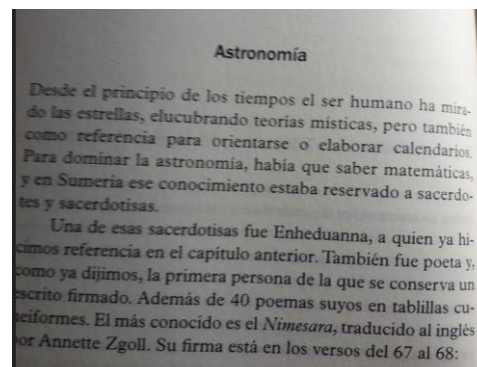 Astronomía
Desde el principio de los tiempos el ser humano ha mira-
do las estrellas, elucubrando teorías místicas, pero también
como referencia para orientarse o elaborar calendarios.
Para dominar la astronomía, había que saber matemáticas,
y en Sumeria ese conocimiento estaba reservado a sacerdo-
tes y sacerdotisas.
Una de esas sacerdotisas fue Enheduanna, a quien ya hi-
cimos referencia en el capítulo anterior. También fue poeta y,
como ya dijimos, la primera persona de la que se conserva un
escrito firmado. Además de 40 poemas suyos en tablillas cu-
neiformes. El más conocido es el Nimesara, traducido al inglés
por Annette Zgoll. Su firma está en los versos del 67 al 68: